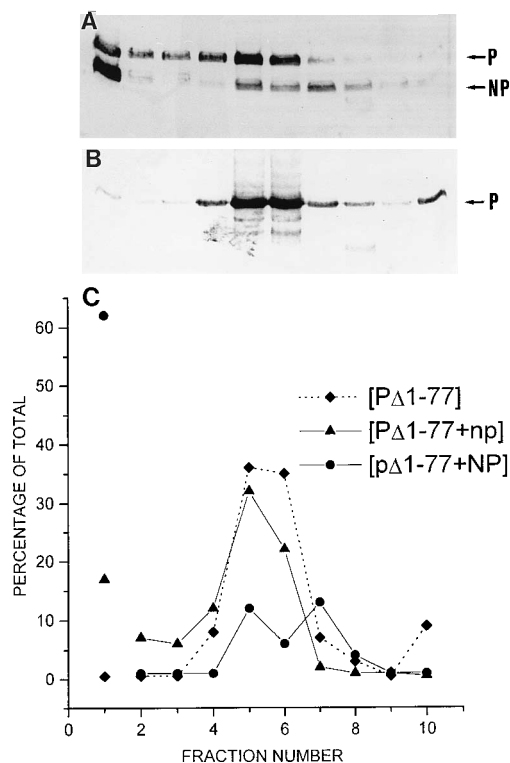 A
←P
←NP
B
←P
C
60
50
40
30
20
10
0
PERCENTAGE OF TOTAL
[PΔ1-77]
[PΔ1-77+np]
[pΔ1-77+NP]
0 2 4 6 8 10
FRACTION NUMBER